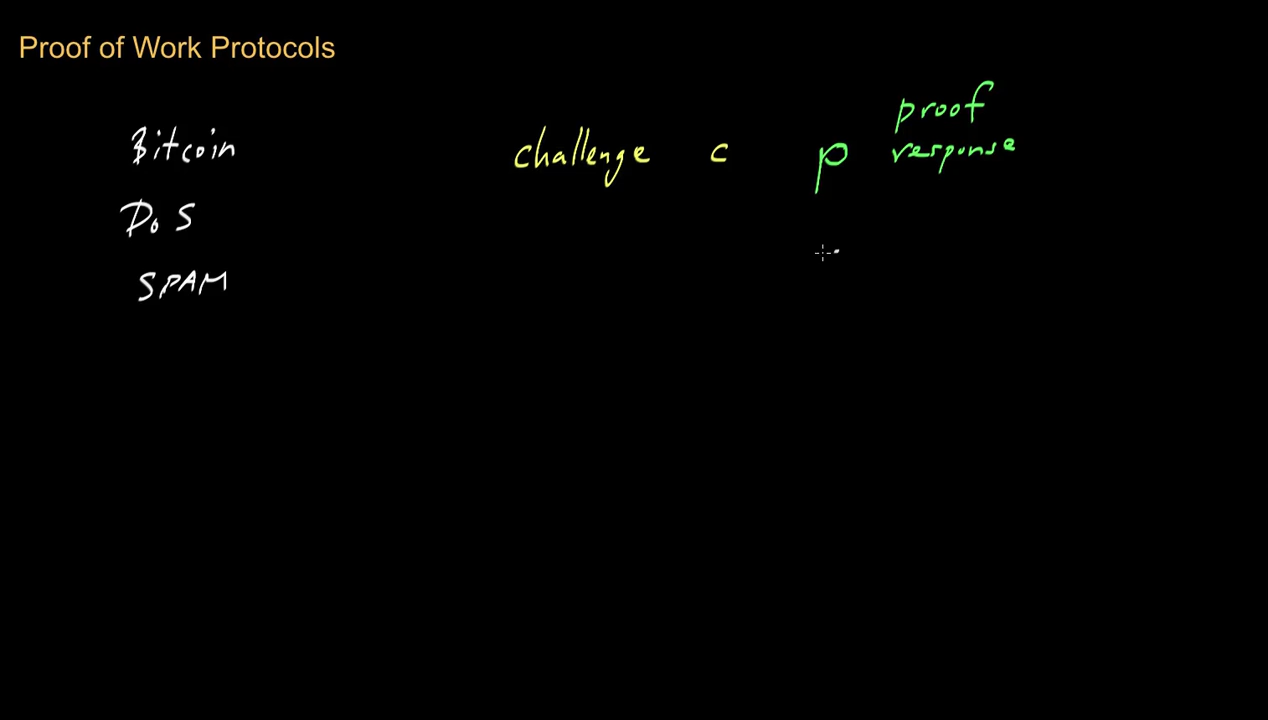 Proof of Work Protocols
Bitcoin
DoS
SPAM
challenge c p proof
response